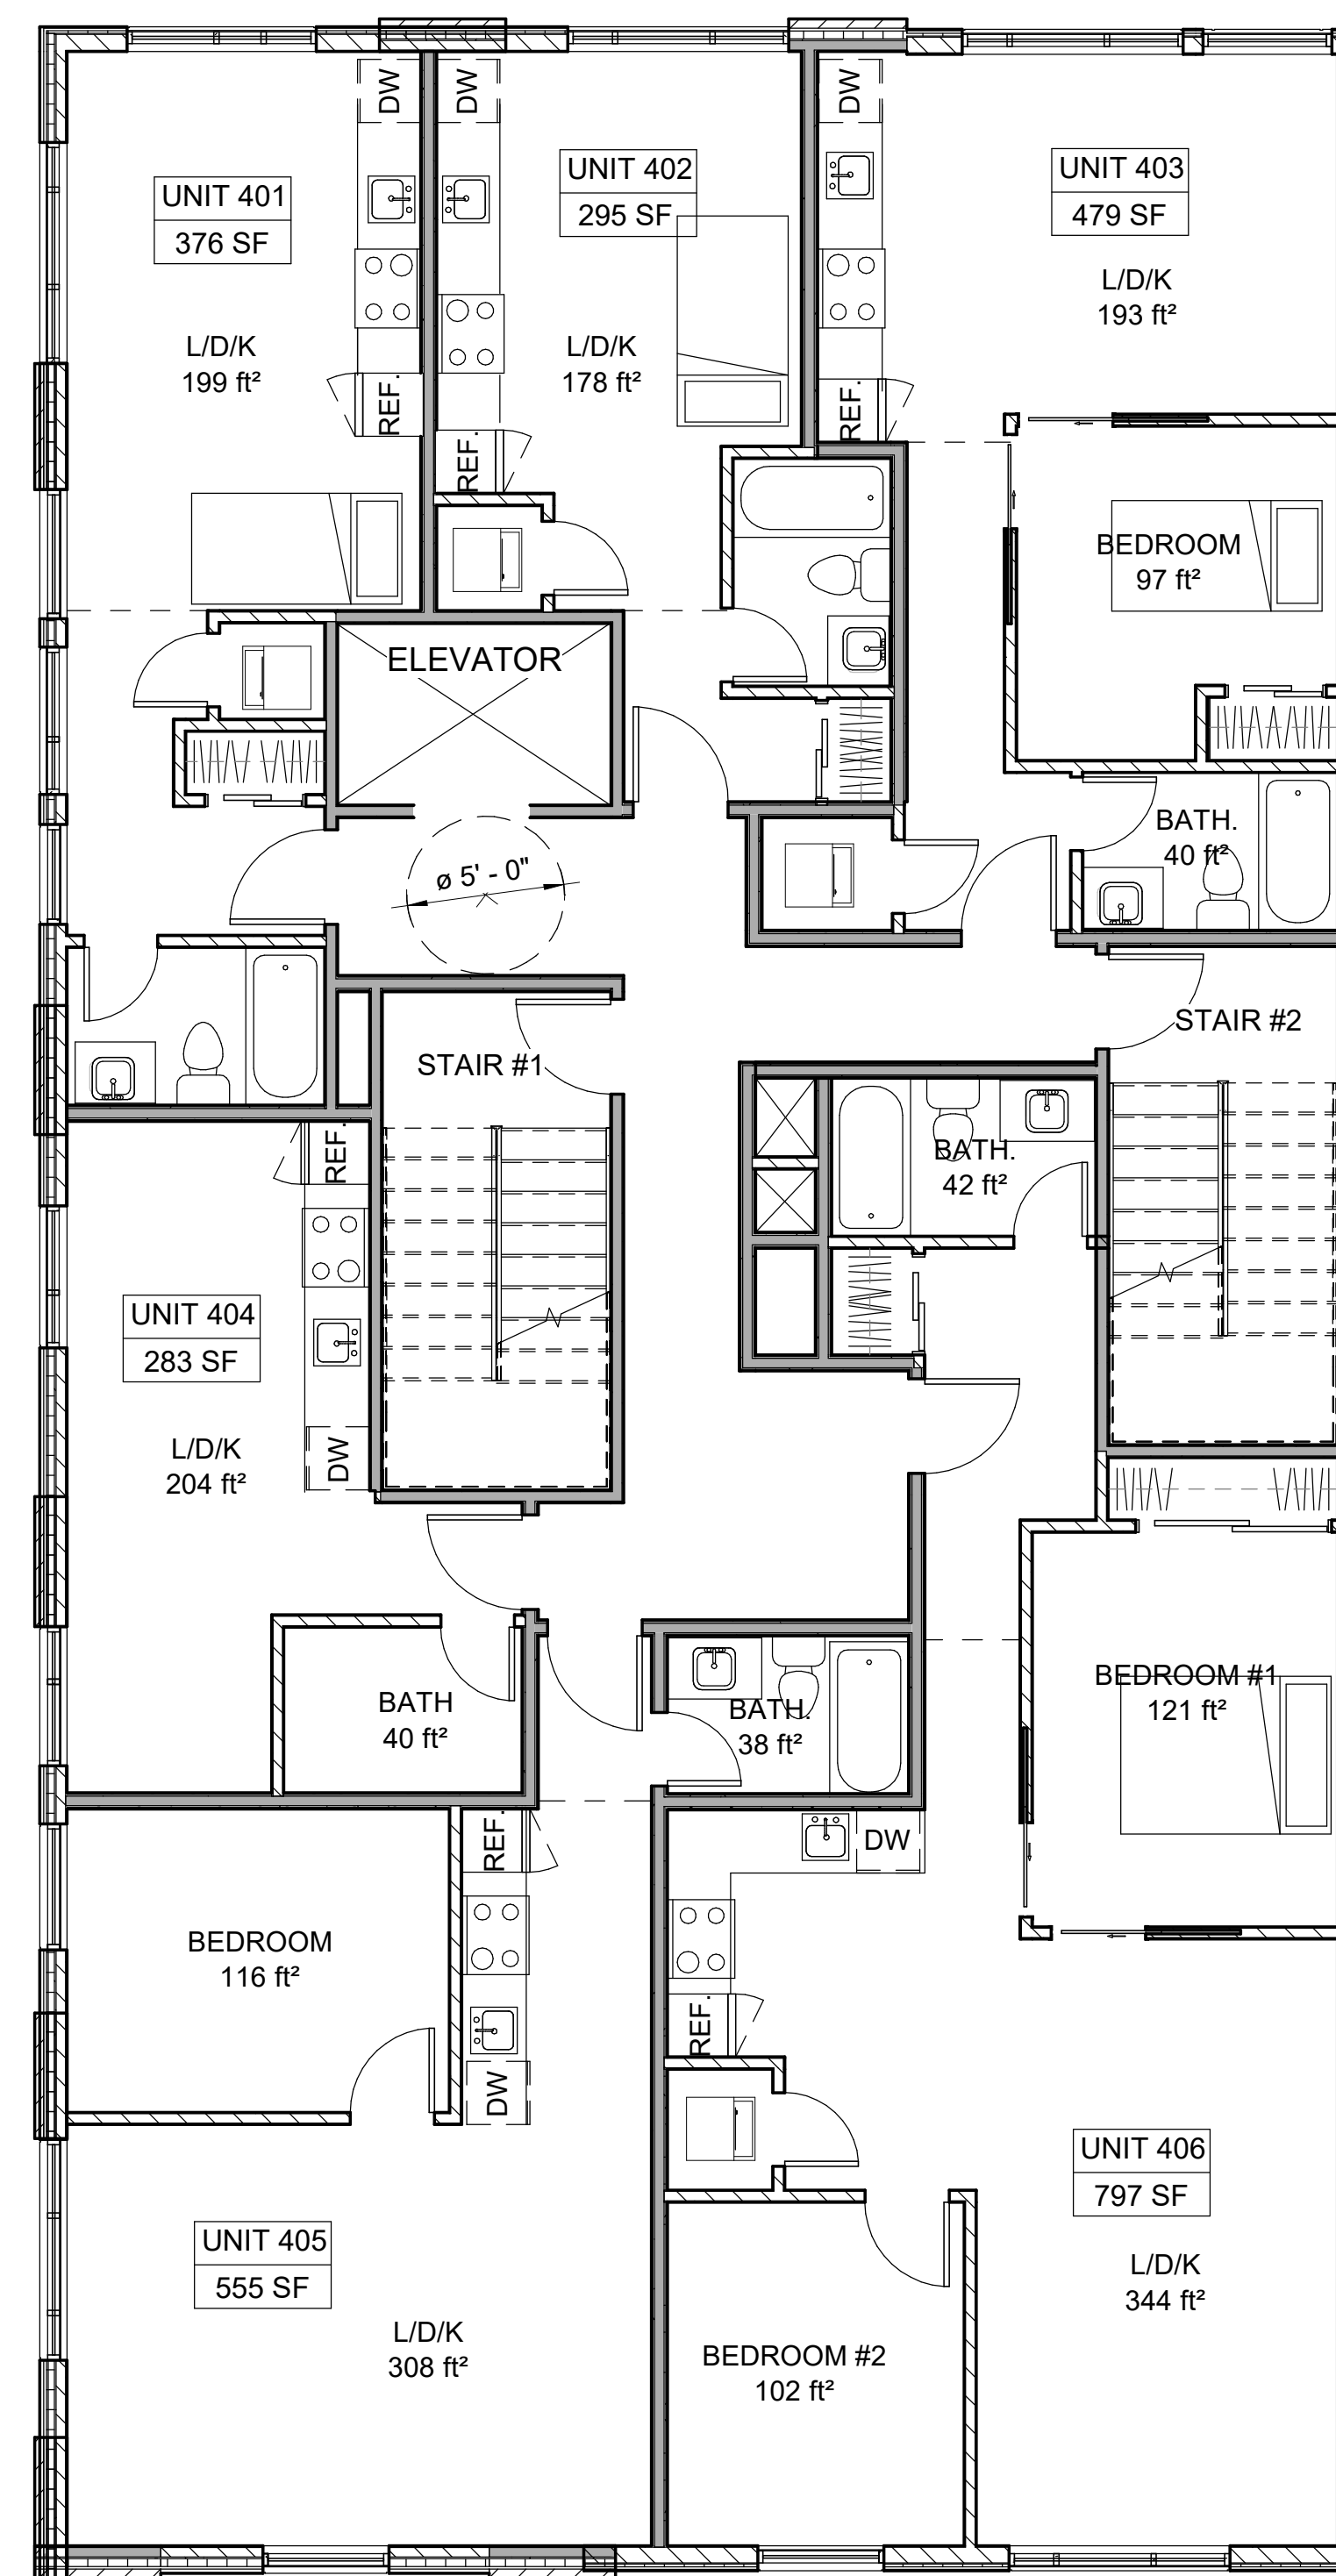 DW
DW
DW
UNIT 401
376 SF
UNIT 402
295 SF
UNIT 403
479 SF
L/D/K
193 ft²
L/D/K
199 ft²
L/D/K
178 ft²
REF.
REF.
REF.
BEDROOM
97 ft²
ELEVATOR
BATH.
40 ft²
ø 5' - 0"
STAIR #1
STAIR #2
REF.
BATH.
42 ft²
UNIT 404
283 SF
L/D/K
204 ft²
DW
BATH
40 ft²
BATH.
38 ft²
BEDROOM #1
121 ft²
REF.
DW
BEDROOM
116 ft²
REF.
DW
UNIT 406
797 SF
UNIT 405
555 SF
L/D/K
344 ft²
L/D/K
308 ft²
BEDROOM #2
102 ft²